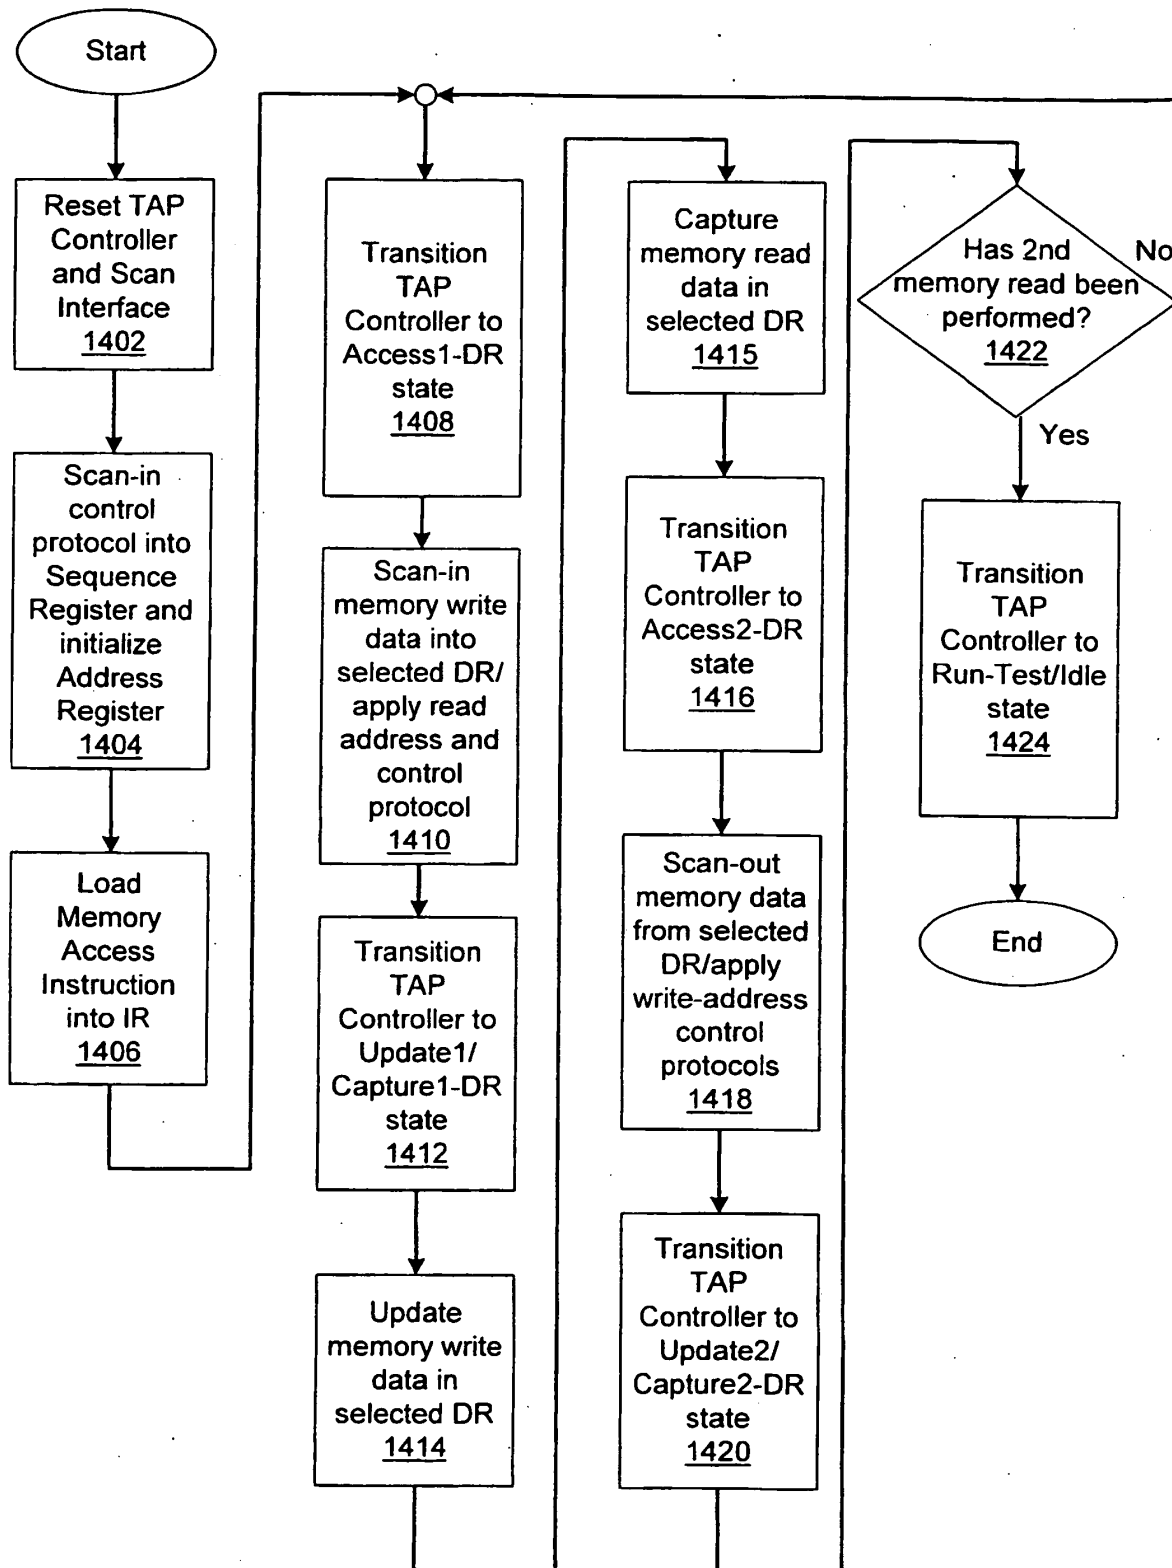 Start
Reset TAP
Controller
and Scan
Interface
1402
Scan-in
control
protocol into
Sequence
Register and
initialize
Address
Register
1404
Load
Memory
Access
Instruction
into IR
1406
Transition
TAP
Controller to
Access1-DR
state
1408
Scan-in
memory write
data into
selected DR/
apply read
address and
control
protocol
1410
Transition
TAP
Controller to
Update1/
Capture1-DR
state
1412
Update
memory write
data in
selected DR
1414
Capture
memory read
data in
selected DR
1415
Transition
TAP
Controller to
Access2-DR
state
1416
Scan-out
memory data
from selected
DR/apply
write-address
control
protocols
1418
Transition
TAP
Controller to
Update2/
Capture2-DR
state
1420
Has 2nd
memory read been
performed?
1422
No
Yes
Transition
TAP
Controller to
Run-Test/Idle
state
1424
End